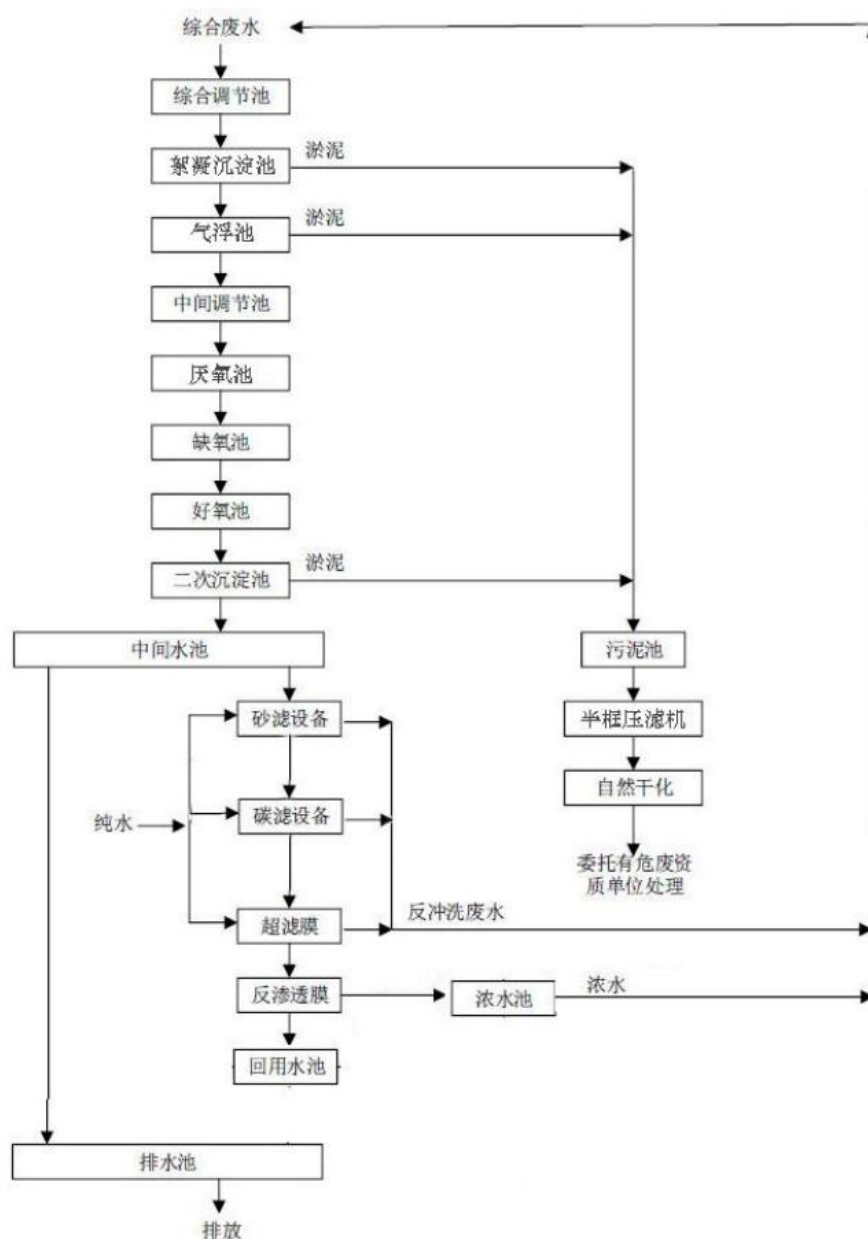 综合废水
综合调节池
絮凝沉淀池
淤泥
气浮池
淤泥
中间调节池
厌氧池
缺氧池
好氧池
二次沉淀池
淤泥
中间水池
污泥池
砂滤设备
半框压滤机
自然干化
碳滤设备
纯水
委托有危废资
质单位处理
超滤膜
反冲洗废水
反渗透膜
浓水池
浓水
回用水池
排水池
排放